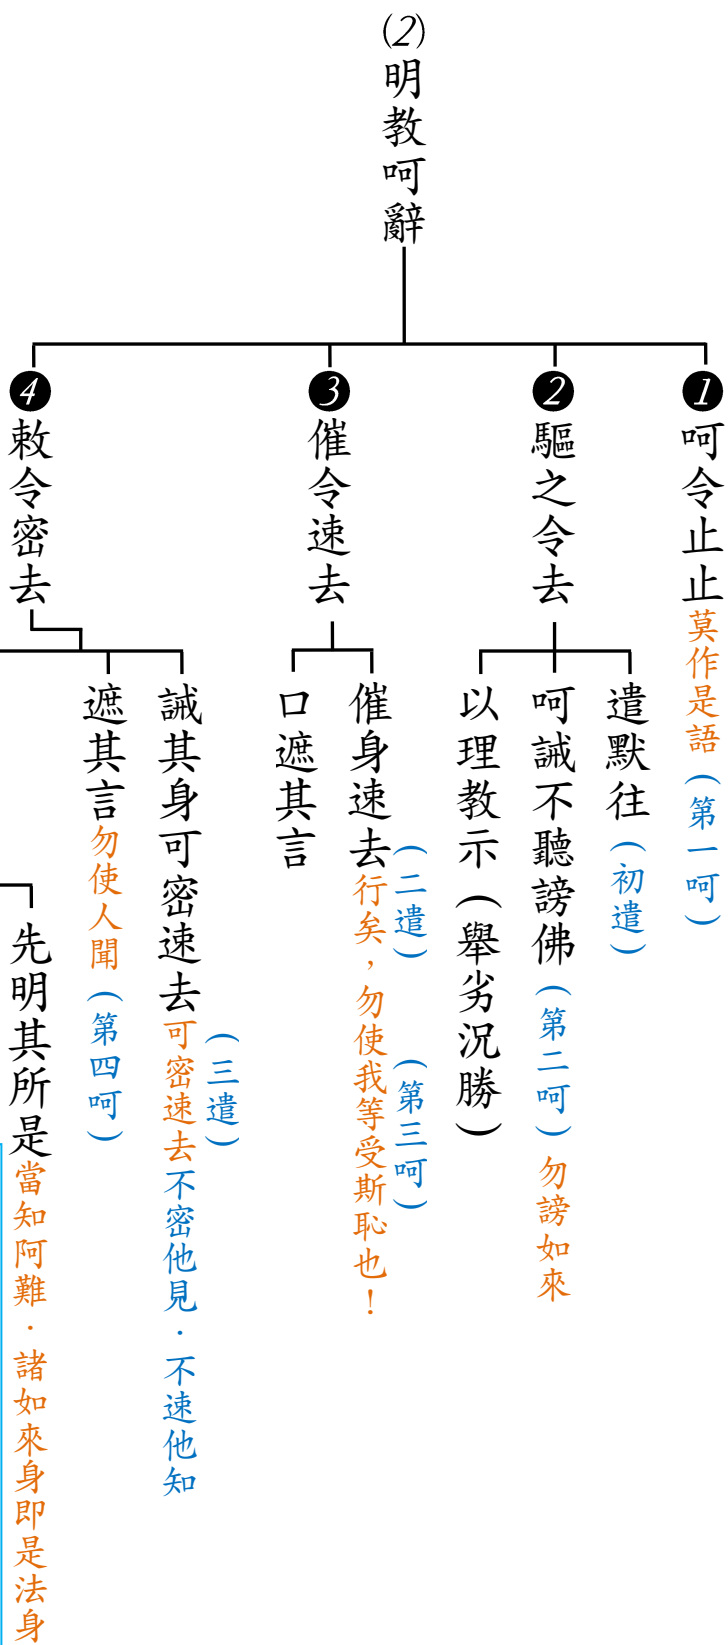 (2)明教呵辭
1呵令止止莫作是語(第一呵)
2驅之令去
遣默往(初遣)
呵誡不聽謗佛(第二呵)勿謗如來
以理教示(舉劣況勝)
3催令速去
催身速去(二遣)行矣，勿使我等受斯恥也！(第三呵)
口遮其言
4敕令密去
誡其身可密速去(三遣)可密速去不密他見．不速他知
遮其言勿使人聞(第四呵)
先明其所是當知阿難．諸如來身即是法身